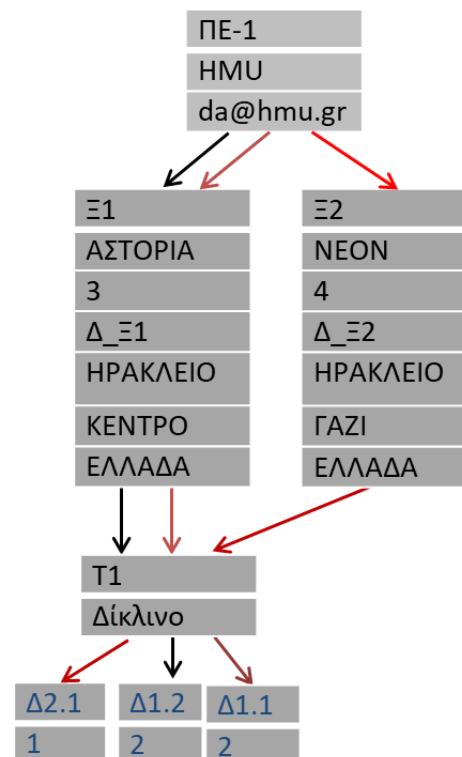 ΠΕ-1
HMU
da@hmu.gr
Ξ1
ΑΣΤΟΡΙΑ
3
Δ_Ξ1
ΗΡΑΚΛΕΙΟ
ΚΕΝΤΡΟ
ΕΛΛΑΔΑ
Ξ2
ΝΕΟΝ
4
Δ_Ξ2
ΗΡΑΚΛΕΙΟ
ΓΑΖΙ
ΕΛΛΑΔΑ
Τ1
Δίκλινο
Δ2.1
1
Δ1.2
2
Δ1.1
2